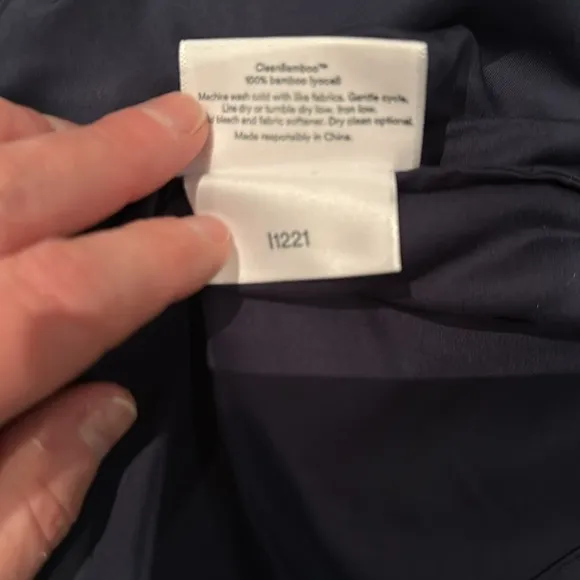 CleanBamboo™
100% bamboo lyocell
Machine wash cold with like fabrics. Gentle cycle.
Line dry or tumble dry low. Iron low.
bleach and fabric softener. Dry clean optional.
Made responsibly in China.
I1221